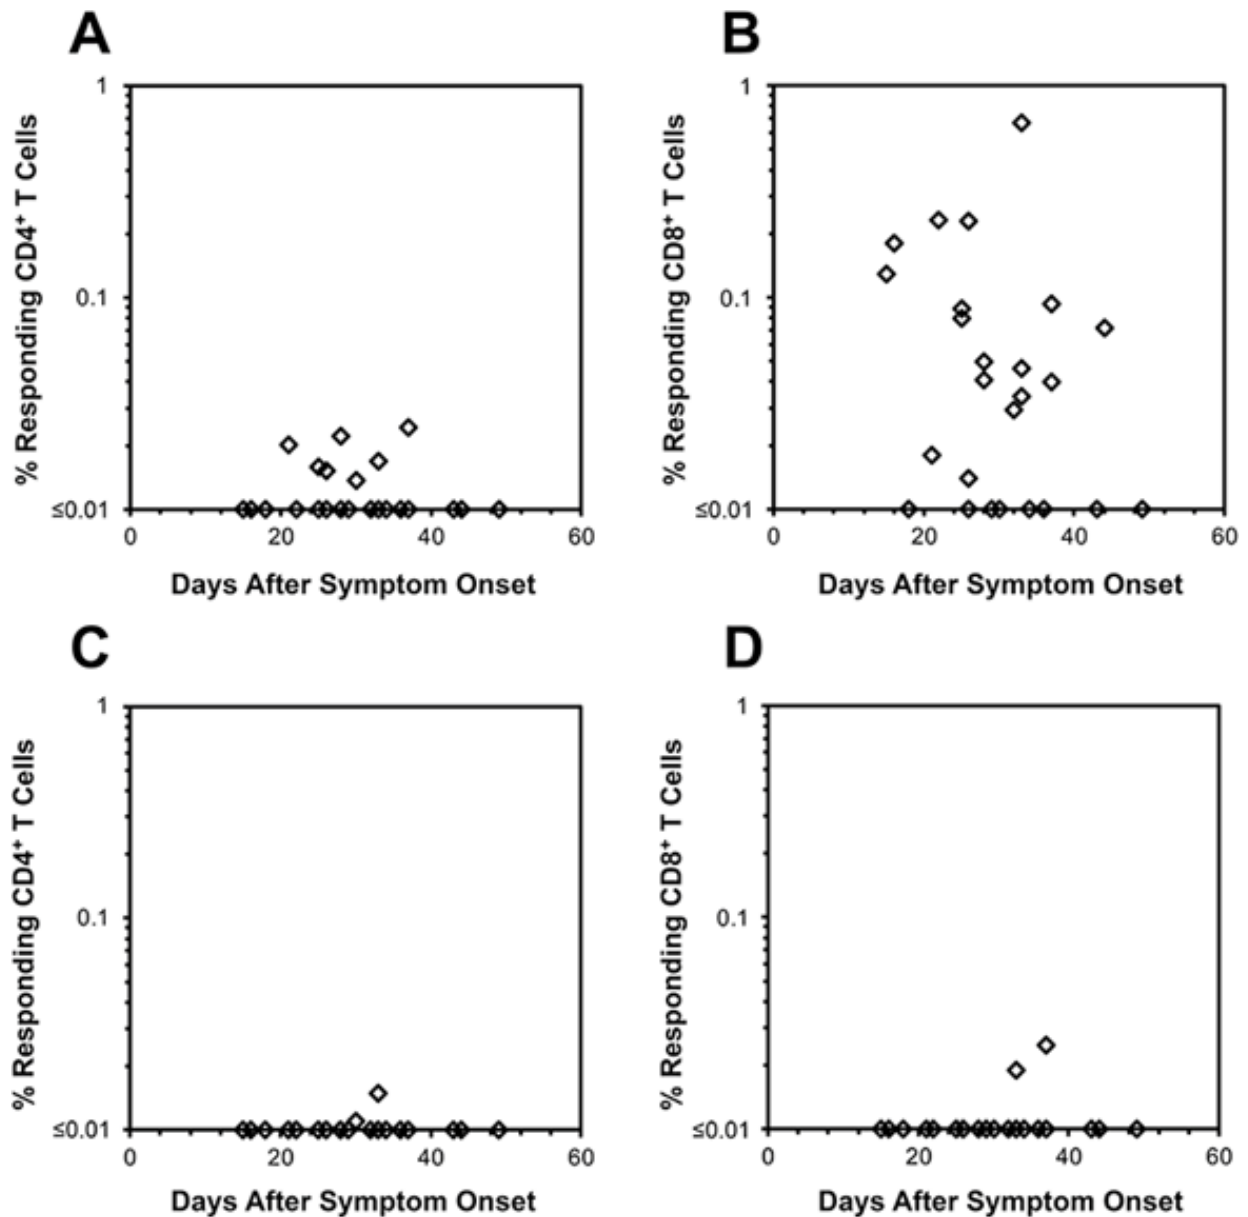 A
B
1
0.1
≤0.01
% Responding CD4⁺ T Cells
0
20
40
60
Days After Symptom Onset
1
0.1
≤0.01
% Responding CD8⁺ T Cells
0
20
40
60
Days After Symptom Onset
C
D
1
0.1
≤0.01
% Responding CD4⁺ T Cells
0
20
40
60
Days After Symptom Onset
1
0.1
≤0.01
% Responding CD8⁺ T Cells
0
20
40
60
Days After Symptom Onset